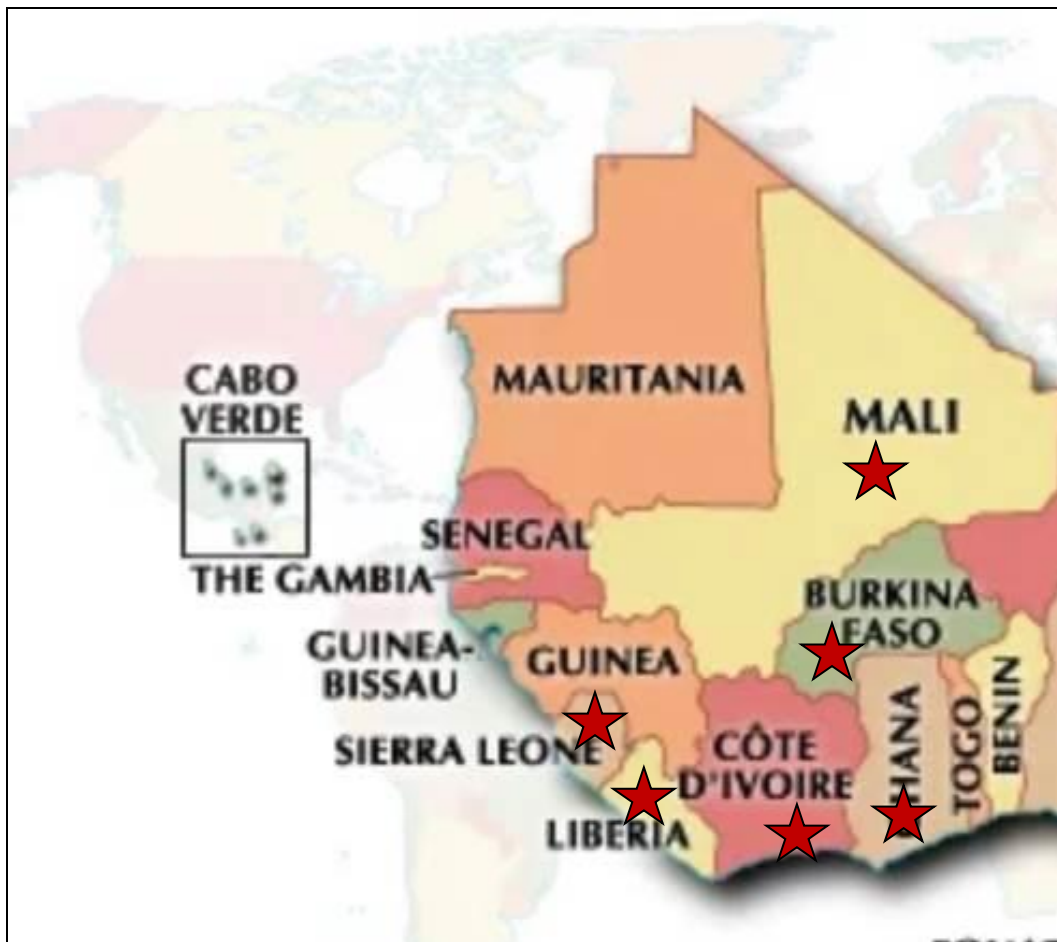 CABO
VERDE
MAURITANIA
MALI
SENEGAL
THE GAMBIA
BURKINA
FASO
GUINEA-
BISSAU
GUINEA
SIERRA LEONE
CÔTE
D'IVOIRE
GHANA
TOGO
BENIN
LIBERIA